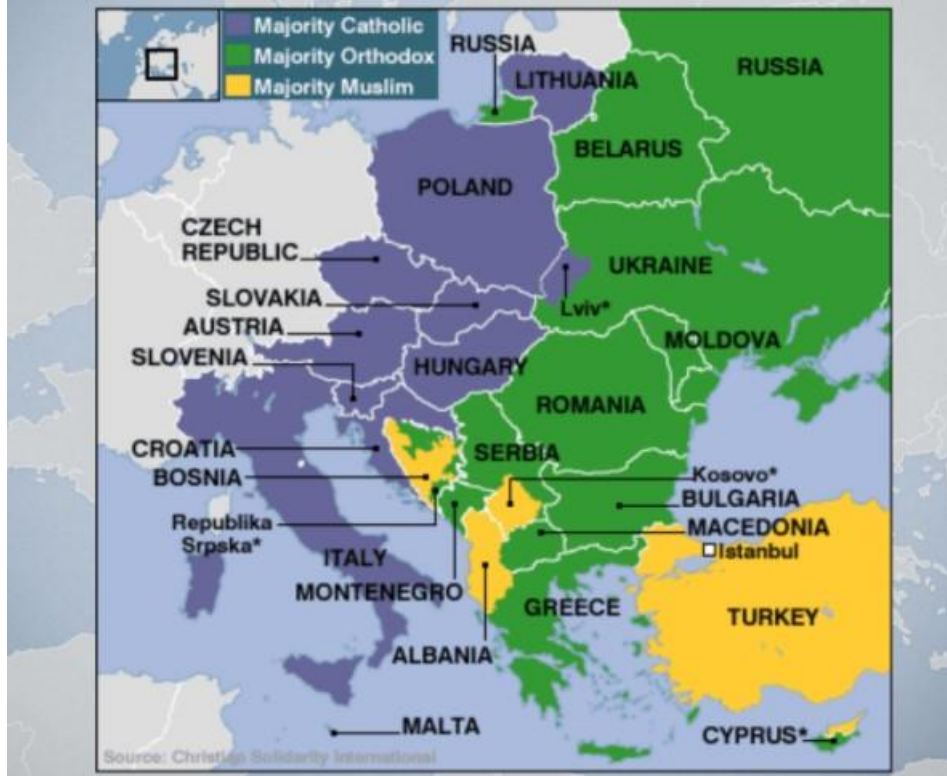 Majority Catholic
Majority Orthodox
Majority Muslim
RUSSIA
LITHUANIA
RUSSIA
BELARUS
POLAND
CZECH
REPUBLIC
UKRAINE
SLOVAKIA
Lviv*
AUSTRIA
MOLDOVA
SLOVENIA
HUNGARY
ROMANIA
CROATIA
SERBIA
BOSNIA
Kosovo*
BULGARIA
Republika
Srpska*
MACEDONIA
Istanbul
ITALY
MONTENEGRO
GREECE
TURKEY
ALBANIA
MALTA
CYPRUS*
Source: Christian Solidarity International